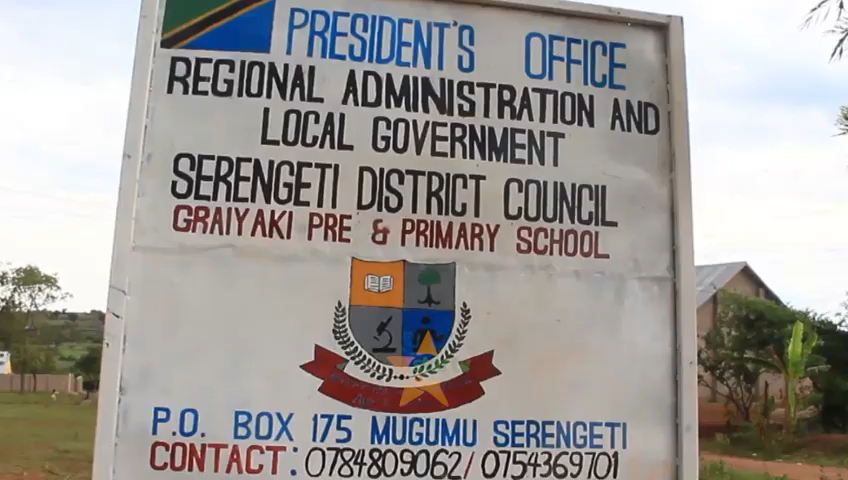 PRESIDENT'S OFFICE
REGIONAL ADMINISTRATION AND
LOCAL GOVERNMENT
SERENGETI DISTRICT COUNCIL
GRAIYAKI PRE & PRIMARY SCHOOL
P.O. BOX 175 MUGUMU SERENGETI
CONTACT: 0784809062/ 0754369701